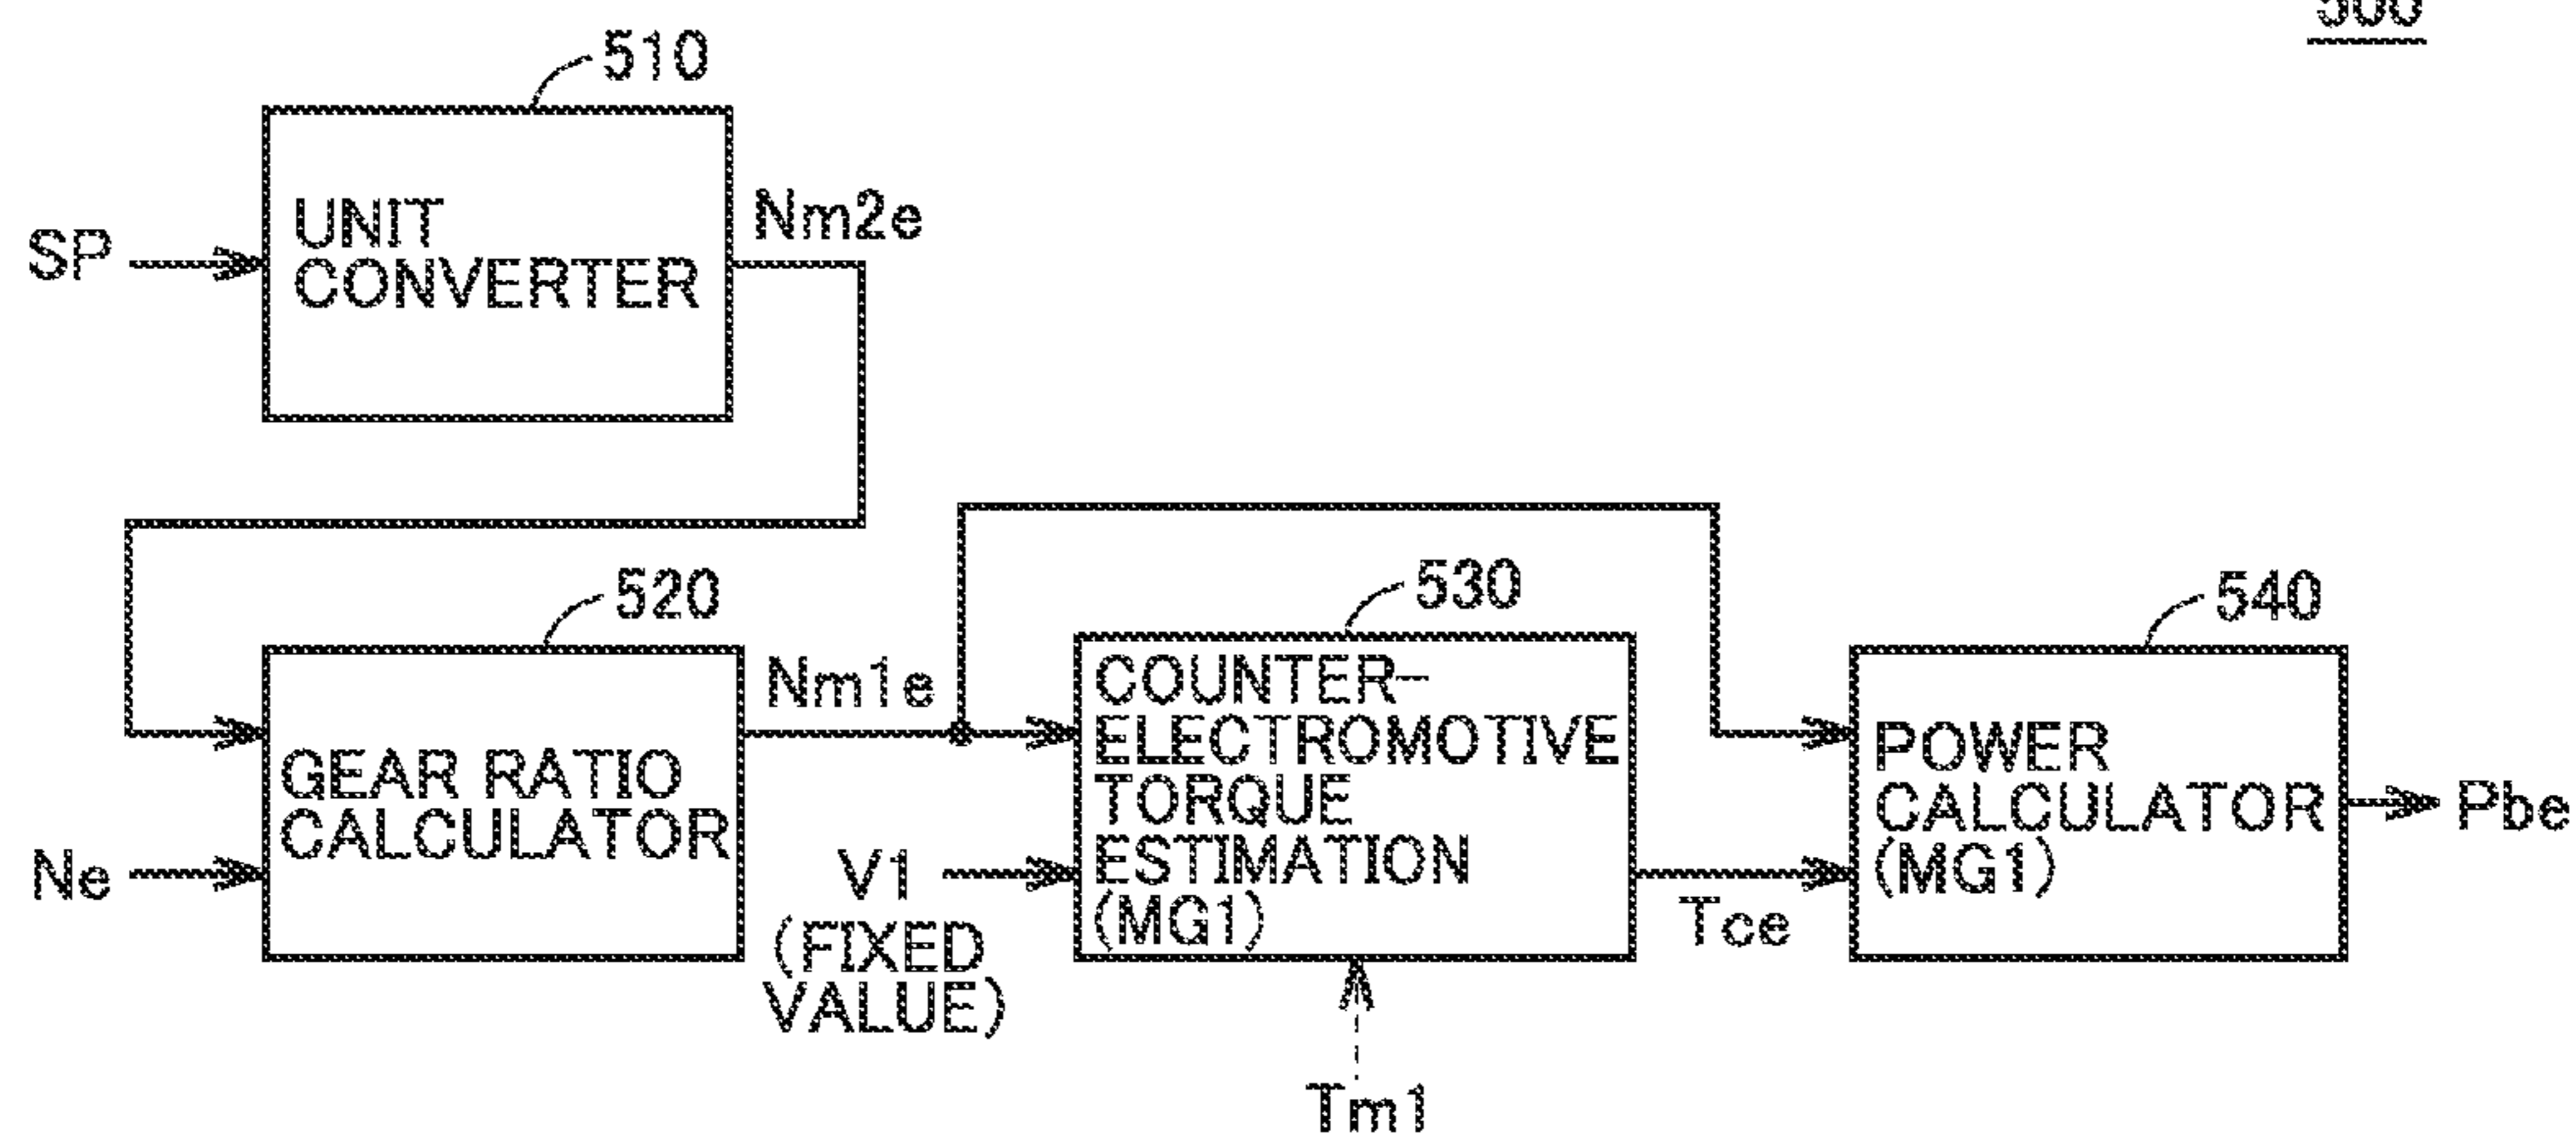 510
UNIT
CONVERTER
SP
Nm2e
520
GEAR RATIO
CALCULATOR
Ne
Nm1e
V1
(FIXED
VALUE)
530
COUNTER-
ELECTROMOTIVE
TORQUE
ESTIMATION
(MG1)
Tm1
Tce
540
POWER
CALCULATOR
(MG1)
Pbe